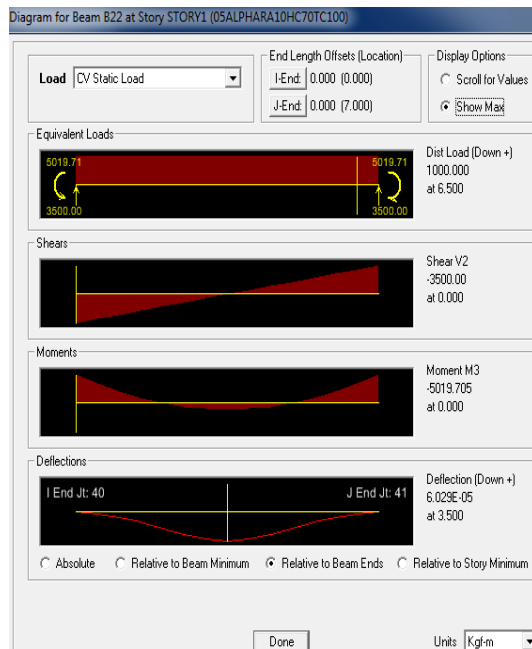 Diagram for Beam B22 at Story STORY1 (05ALPHARA10HC70TC100)
Load CV Static Load
End Length Offsets (Location)
I-End: 0.000 (0.000)
J-End: 0.000 (7.000)
Display Options
Scroll for Values
Show Max
Equivalent Loads
5019.71 5019.71
3500.00 3500.00
Dist Load (Down +)
1000.000
at 6.500
Shears
Shear V2
-3500.00
at 0.000
Moments
Moment M3
-5019.705
at 0.000
Deflections
I End Jt: 40 J End Jt: 41
Deflection (Down +)
6.029E-05
at 3.500
Absolute Relative to Beam Minimum Relative to Beam Ends Relative to Story Minimum
Done Units Kgf-m